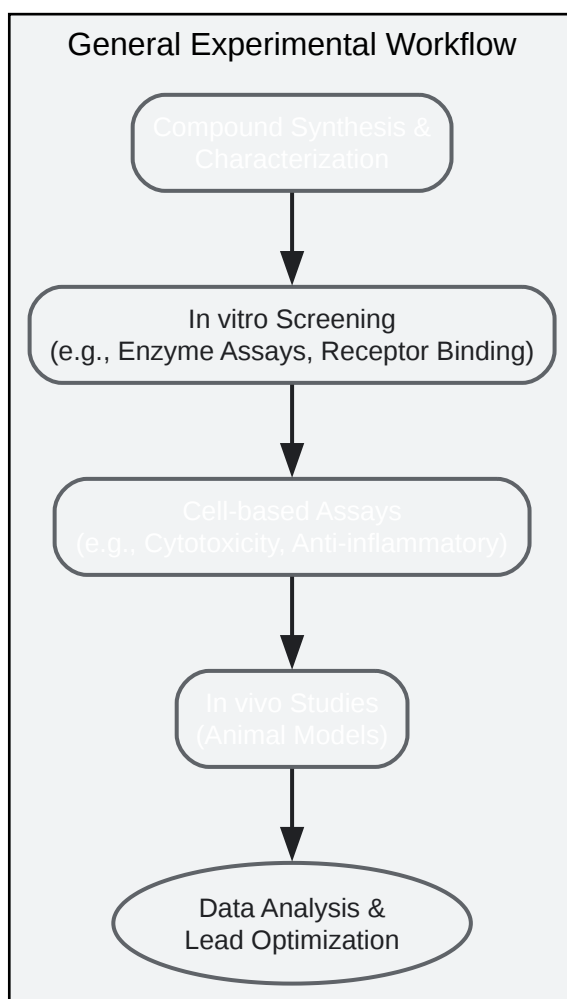 General Experimental Workflow
Compound Synthesis &
Characterization
In vitro Screening
(e.g., Enzyme Assays, Receptor Binding)
Cell-based Assays
(e.g., Cytotoxicity, Anti-inflammatory)
In vivo Studies
(Animal Models)
Data Analysis &
Lead Optimization